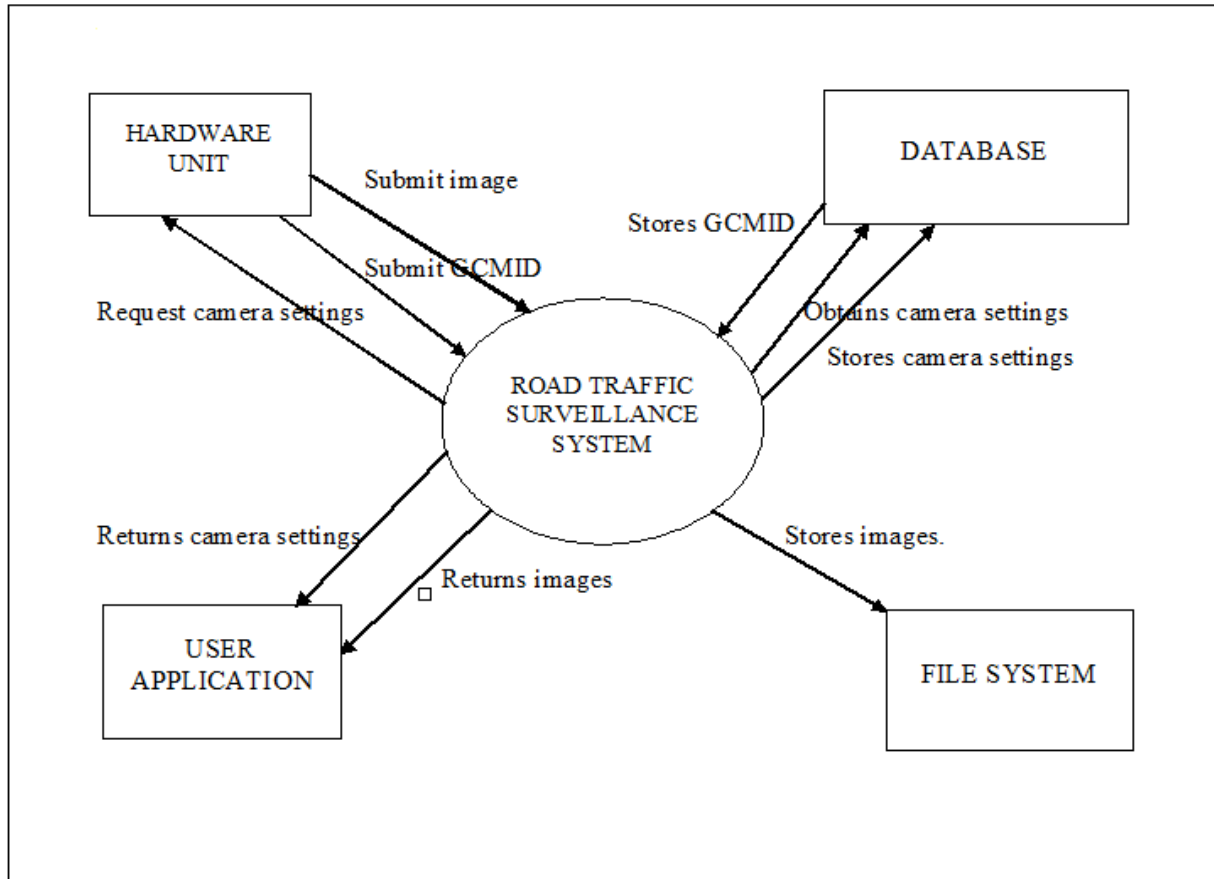 HARDWARE
UNIT
DATABASE
Submit image
Stores GCMID
Submit GCMID
Request camera settings
Obtains camera settings
Stores camera settings
ROAD TRAFFIC
SURVEILLANCE
SYSTEM
Returns camera settings
Stores images.
Returns images
USER
APPLICATION
FILE SYSTEM